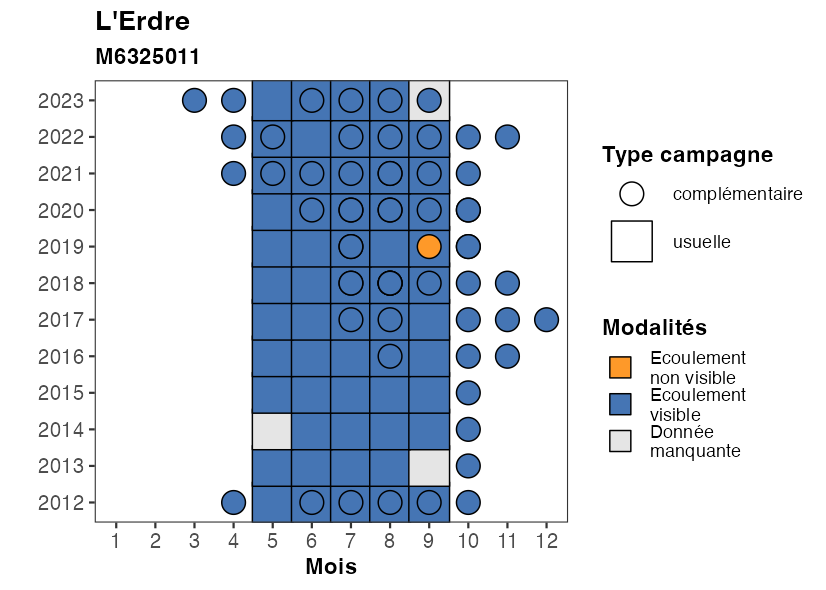 L'Erdre
M6325011
2023
2022
2021
2020
2019
2018
2017
2016
2015
2014
2013
2012
1 2 3 4 5 6 7 8 9 10 11 12
Mois
Type campagne
complémentaire
usuelle
Modalités
Ecoulement
non visible
Ecoulement
visible
Donnée
manquante